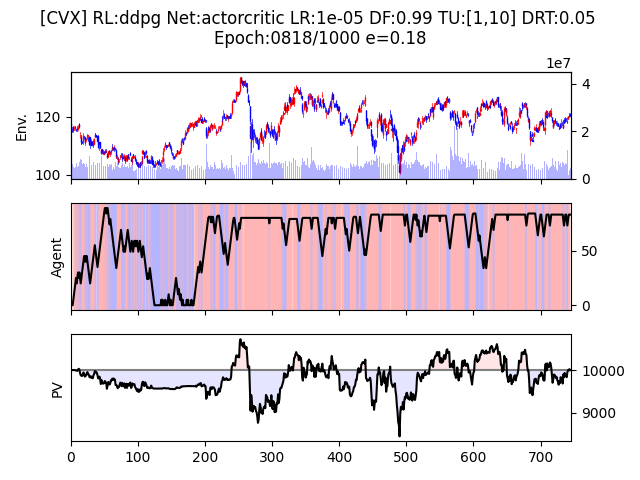 [CVX] RL:ddpg Net:actorcritic LR:1e-05 DF:0.99 TU:[1,10] DRT:0.05
Epoch:0818/1000 e=0.18
1e7
Env.
120
100
4
2
0
Agent
50
0
PV
10000
9000
0 100 200 300 400 500 600 700